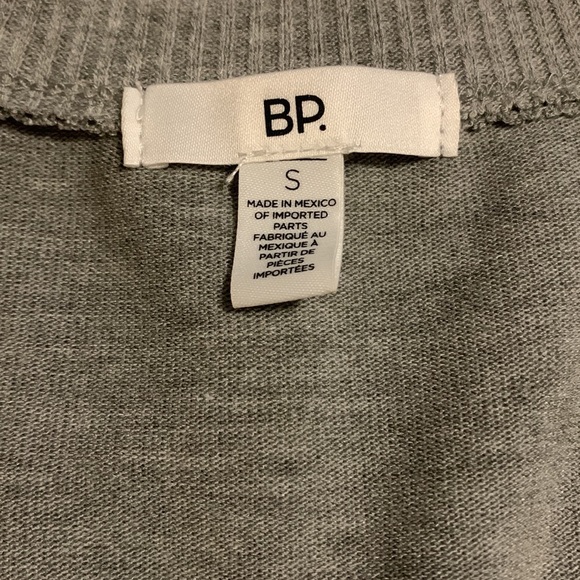 BP.
S
MADE IN MEXICO
OF IMPORTED
PARTS
FABRIQUÉ AU
MEXIQUE À
PARTIR DE
PIÈCES
IMPORTÉES